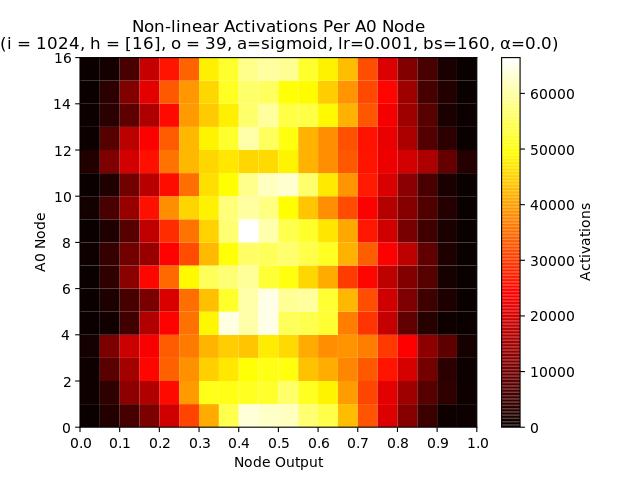 Non-linear Activations Per A0 Node
(i = 1024, h = [16], o = 39, a=sigmoid, lr=0.001, bs=160, α=0.0)
16
14
12
10
8
6
4
2
0
A0 Node
0.0 0.1 0.2 0.3 0.4 0.5 0.6 0.7 0.8 0.9 1.0
Node Output
60000
50000
40000
30000
20000
10000
0
Activations